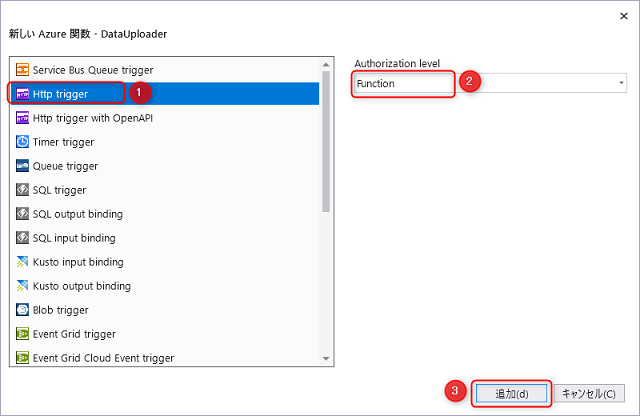 新しい Azure 関数 - DataUploader
Service Bus Queue trigger
Http trigger
1
Http trigger with OpenAPI
Timer trigger
Queue trigger
SQL trigger
SQL output binding
SQL input binding
Kusto input binding
Kusto output binding
Blob trigger
Event Grid trigger
Event Grid Cloud Event trigger
Authorization level
Function
2
3
追加(d)
キャンセル(C)